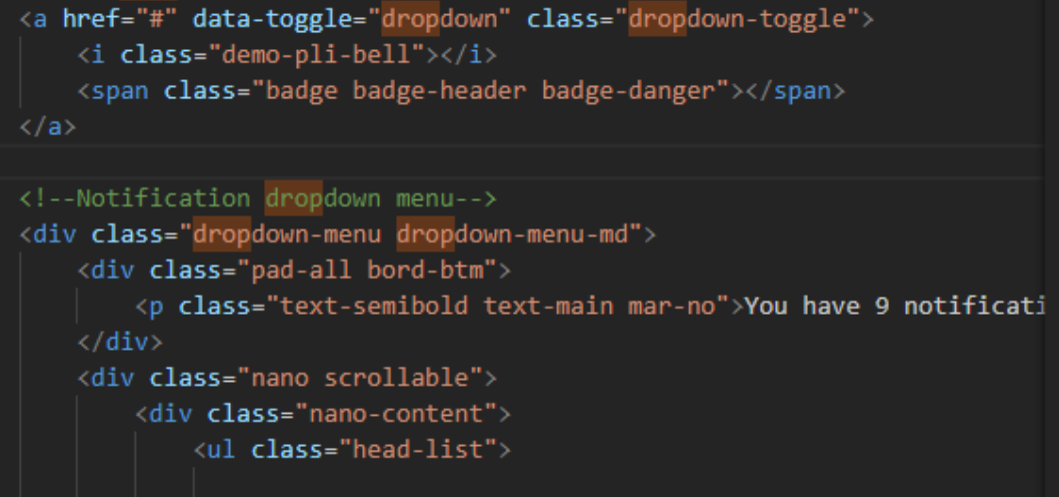 <a href="#" data-toggle="dropdown" class="dropdown-toggle">
<i class="demo-pli-bell"></i>
<span class="badge badge-header badge-danger"></span>
</a>
<!--Notification dropdown menu-->
<div class="dropdown-menu dropdown-menu-md">
<div class="pad-all bord-btm">
<p class="text-semibold text-main mar-no">You have 9 notificati
</div>
<div class="nano scrollable">
<div class="nano-content">
<ul class="head-list">